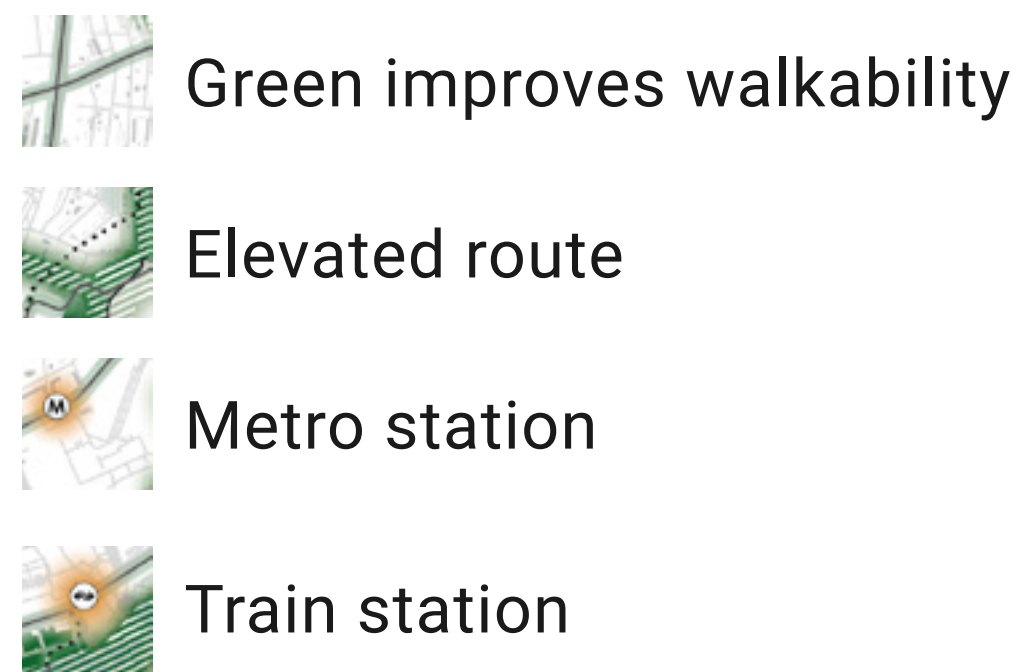 Green improves walkability
Elevated route
M
Metro station
Train station